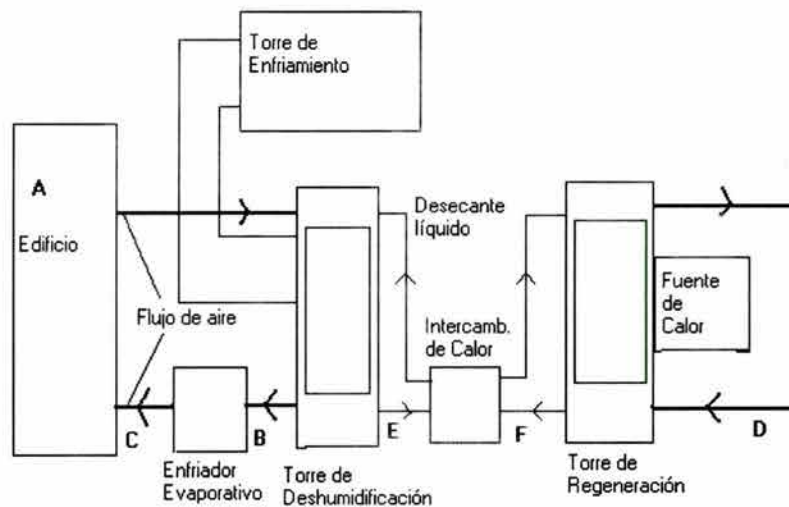 Torre de
Enfriamiento
A
Edificio
Desecante
líquido
Flujo de aire
Intercamb.
de Calor
Fuente
de
Calor
C
B
E
F
D
Enfriador
Evaporativo
Torre de
Deshumidificación
Torre de
Regeneración